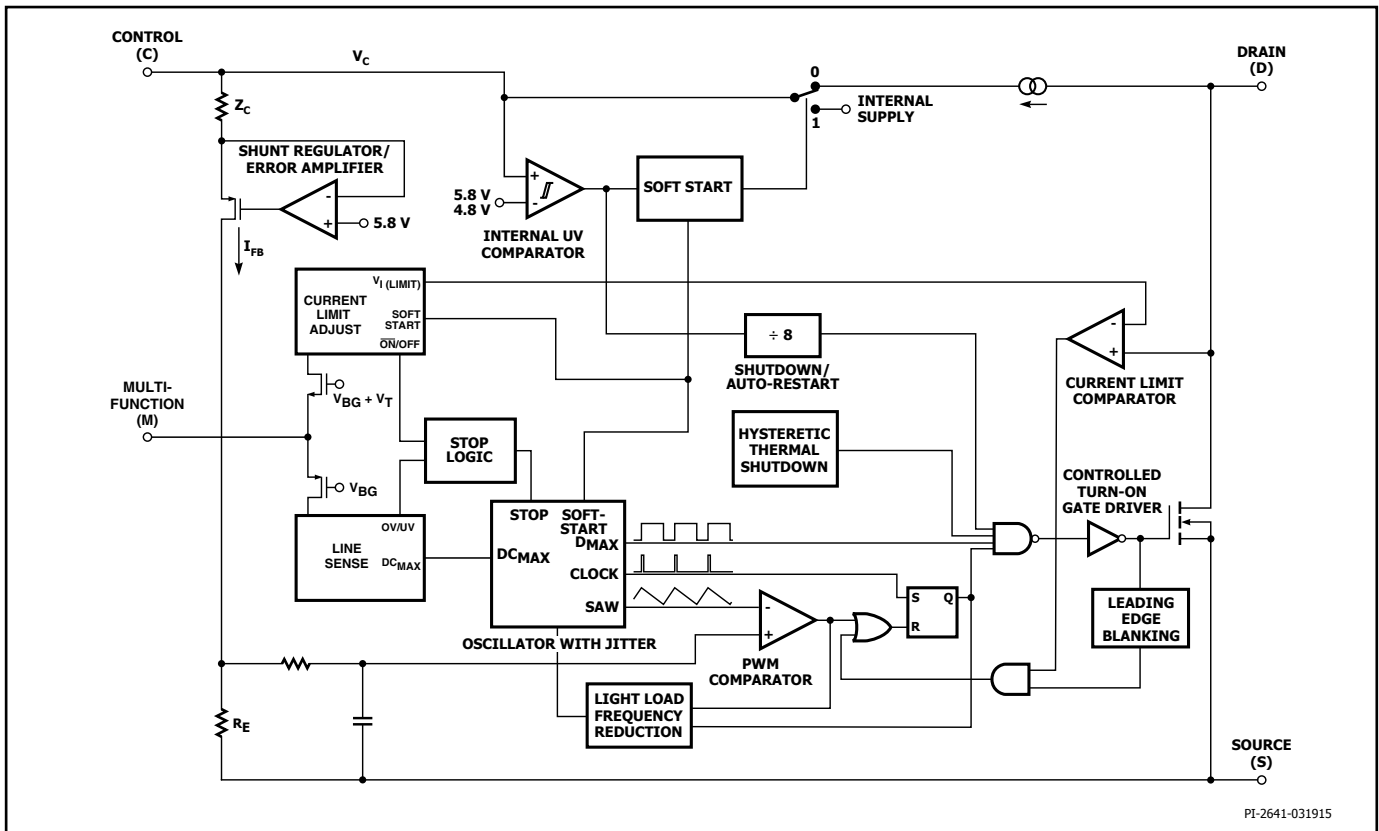 CONTROL
(C)
V_C
0
DRAIN
(D)
1
INTERNAL
SUPPLY
Z_C
SHUNT REGULATOR/
ERROR AMPLIFIER
-
+
5.8 V
I_FB
+
-
5.8 V
4.8 V
INTERNAL UV
COMPARATOR
SOFT START
CURRENT
LIMIT
ADJUST
V_I (LIMIT)
SOFT
START
ON/OFF
÷ 8
SHUTDOWN/
AUTO-RESTART
-
+
CURRENT LIMIT
COMPARATOR
MULTI-
FUNCTION
(M)
V_BG + V_T
V_BG
STOP
LOGIC
HYSTERETIC
THERMAL
SHUTDOWN
CONTROLLED
TURN-ON
GATE DRIVER
OV/UV
LINE
SENSE
DC_MAX
STOP
SOFT-
START
D_MAX
DC_MAX
CLOCK
SAW
OSCILLATOR WITH JITTER
-
+
PWM
COMPARATOR
S
Q
R
LEADING
EDGE
BLANKING
LIGHT LOAD
FREQUENCY
REDUCTION
R_E
SOURCE
(S)
PI-2641-031915